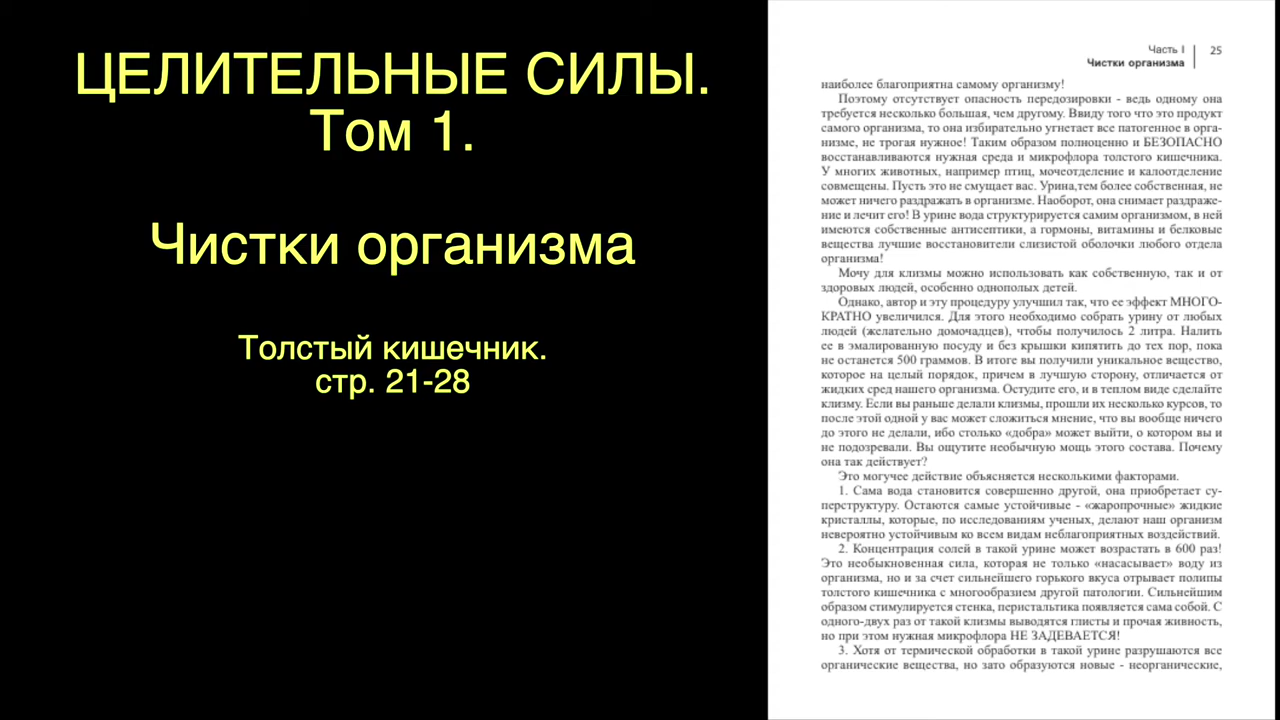 ЦЕЛИТЕЛЬНЫЕ СИЛЫ.
Том 1.
Чистки организма
Толстый кишечник.
стр. 21-28
Часть I
25
Чистки организма
наиболее благоприятна самому организму!
Поэтому отсутствует опасность передозировки - ведь одному она
требуется несколько большая, чем другому. Ввиду того что это продукт
самого организма, то она избирательно угнетает все патогенное в орга-
низме, не трогая нужное! Таким образом полноценно и БЕЗОПАСНО
восстанавливаются нужная среда и микрофлора толстого кишечника.
У многих животных, например птиц, мочеотделение и калоотделение
совмещены. Пусть это не смущает вас. Урина,тем более собственная, не
может ничего раздражать в организме. Наоборот, она снимает раздраже-
ние и лечит его! В урине вода структурируется самим организмом, в ней
имеются собственные антисептики, а гормоны, витамины и белковые
вещества лучшие восстановители слизистой оболочки любого отдела
организма!
Мочу для клизмы можно использовать как собственную, так и от
здоровых людей, особенно однополых детей.
Однако, автор и эту процедуру улучшил так, что ее эффект МНОГО-
КРАТНО увеличился. Для этого необходимо собрать урину от любых
людей (желательно домочадцев), чтобы получилось 2 литра. Налить
ее в эмалированную посуду и без крышки кипятить до тех пор, пока
не останется 500 граммов. В итоге вы получили уникальное вещество,
которое на целый порядок, причем в лучшую сторону, отличается от
жидких сред нашего организма. Остудите его, и в теплом виде сделайте
клизму. Если вы раньше делали клизмы, прошли их несколько курсов, то
после этой одной у вас может сложиться мнение, что вы вообще ничего
до этого не делали, ибо столько «добра» может выйти, о котором вы и
не подозревали. Вы ощутите необычную мощь этого состава. Почему
она так действует?
Это могучее действие объясняется несколькими факторами.
1. Сама вода становится совершенно другой, она приобретает су-
перструктуру. Остаются самые устойчивые - «жаропрочные» жидкие
кристаллы, которые, по исследованиям ученых, делают наш организм
невероятно устойчивым ко всем видам неблагоприятных воздействий.
2. Концентрация солей в такой урине может возрастать в 600 раз!
Это необыкновенная сила, которая не только «насасывает» воду из
организма, но и за счет сильнейшего горького вкуса отрывает полипы
толстого кишечника с многообразием другой патологии. Сильнейшим
образом стимулируется стенка, перистальтика появляется сама собой. С
одного-двух раз от такой клизмы выводятся глисты и прочая живность,
но при этом нужная микрофлора НЕ ЗАДЕВАЕТСЯ!
3. Хотя от термической обработки в такой урине разрушаются все
органические вещества, но зато образуются новые - неорганические,